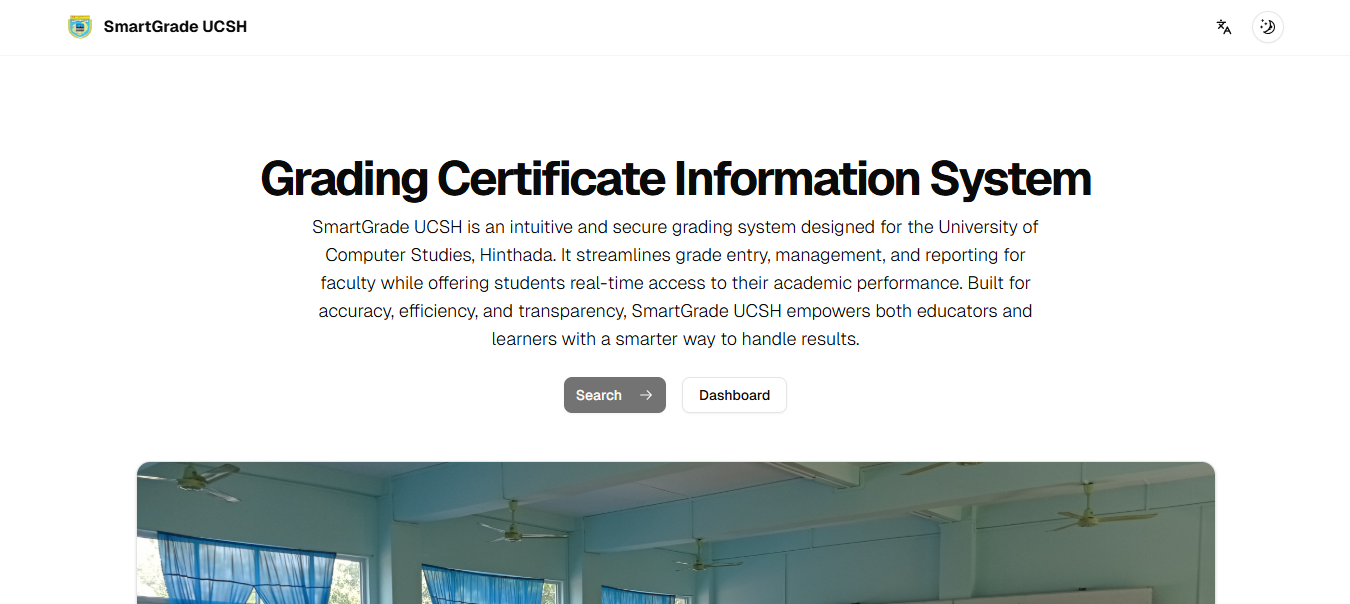 SmartGrade UCSH
Grading Certificate Information System
SmartGrade UCSH is an intuitive and secure grading system designed for the University of
Computer Studies, Hinthada. It streamlines grade entry, management, and reporting for
faculty while offering students real-time access to their academic performance. Built for
accuracy, efficiency, and transparency, SmartGrade UCSH empowers both educators and
learners with a smarter way to handle results.
Search
Dashboard